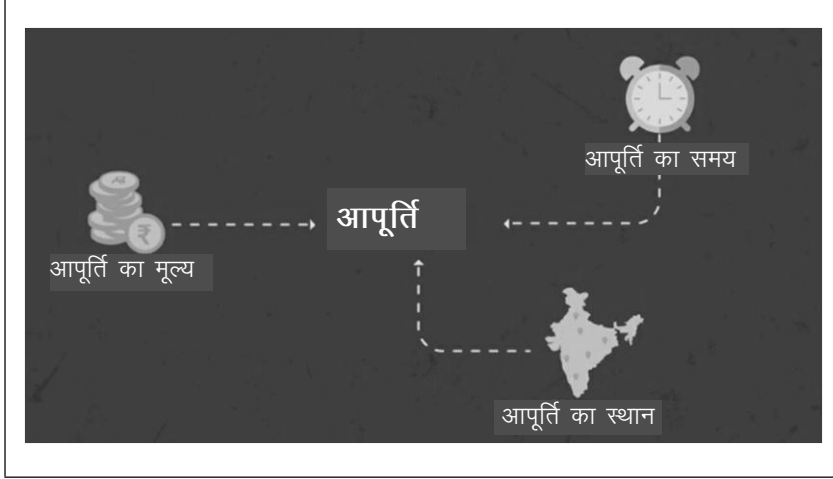 आपूर्ति का समय
आपूर्ति
आपूर्ति का मूल्य
आपूर्ति का स्थान